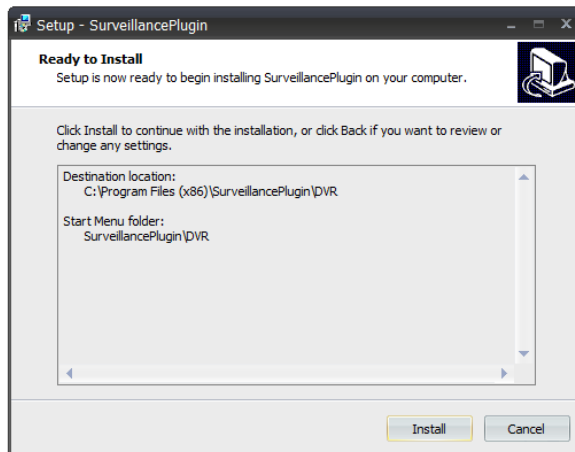 Setup - SurveillancePlugin
Ready to Install
Setup is now ready to begin installing SurveillancePlugin on your computer.
Click Install to continue with the installation, or click Back if you want to review or
change any settings.
Destination location:
C:\Program Files (x86)\SurveillancePlugin\DVR
Start Menu folder:
SurveillancePlugin\DVR
Install
Cancel